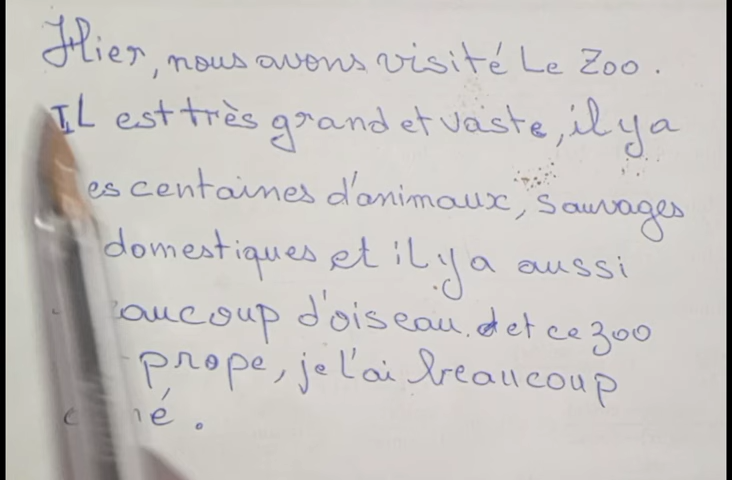 Hier, nous avons visité Le Zoo.
IL est très grand et vaste, il y a
es centaines d'animaux, sauvages
domestiques et il y a aussi
aucoup d'oiseau. et ce zoo
prope, je l'ai beaucoup
é.